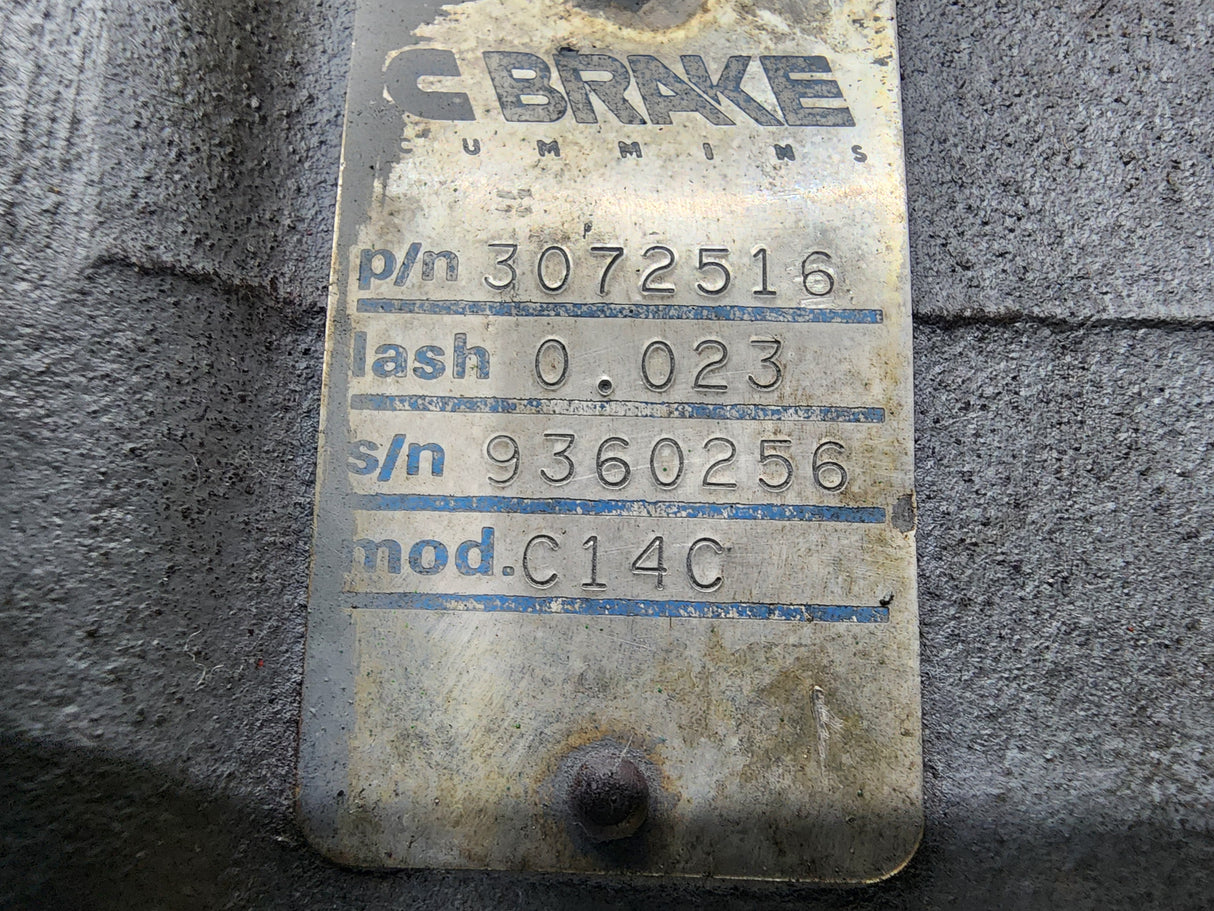 C BRAKE
CUMMINS
p/n 3072516
lash 0.023
s/n 9360256
mod. C14C